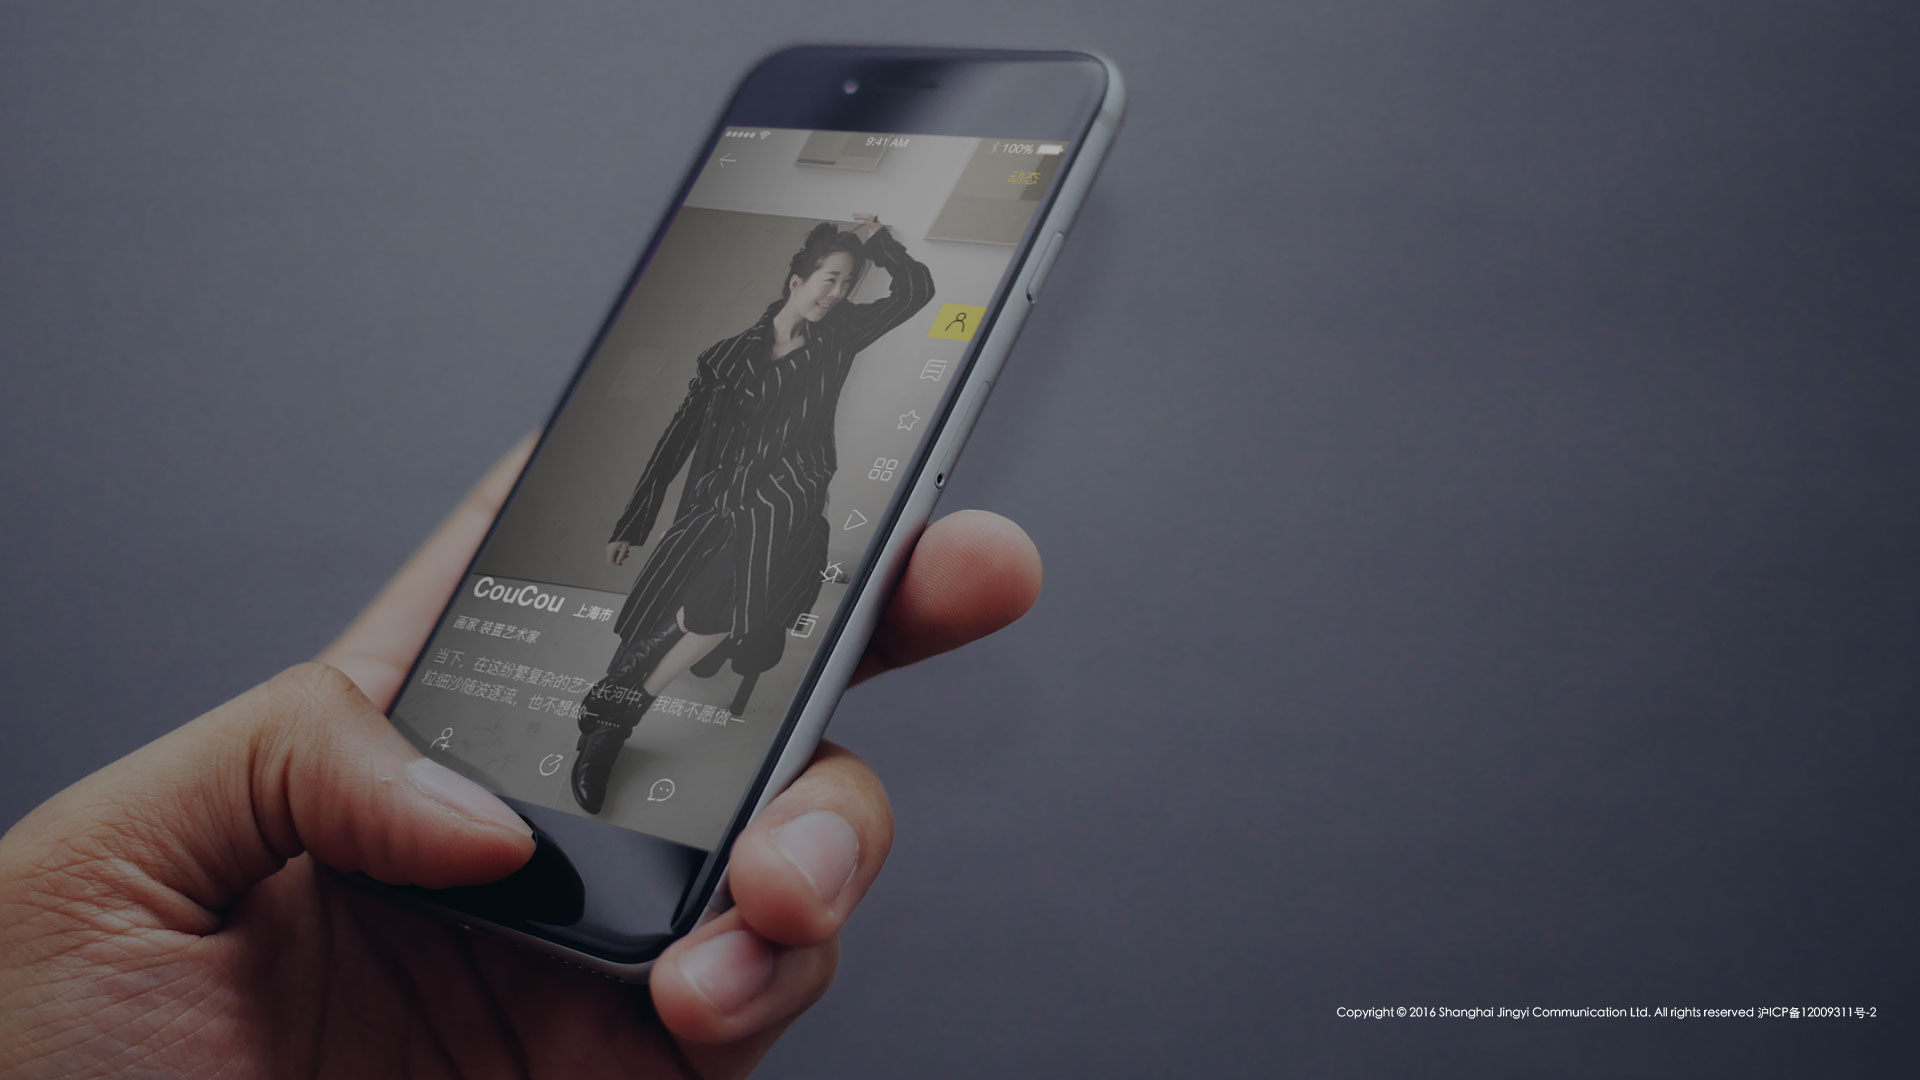 9:41 AM
100%
动态
CouCou 上海市
画家 装置艺术家
当下，在这纷繁复杂的艺术长河中，我既不愿做一
粒细沙随波逐流，也不想做一......
Copyright © 2016 Shanghai Jingyi Communication Ltd. All rights reserved 沪ICP备12009311号-2